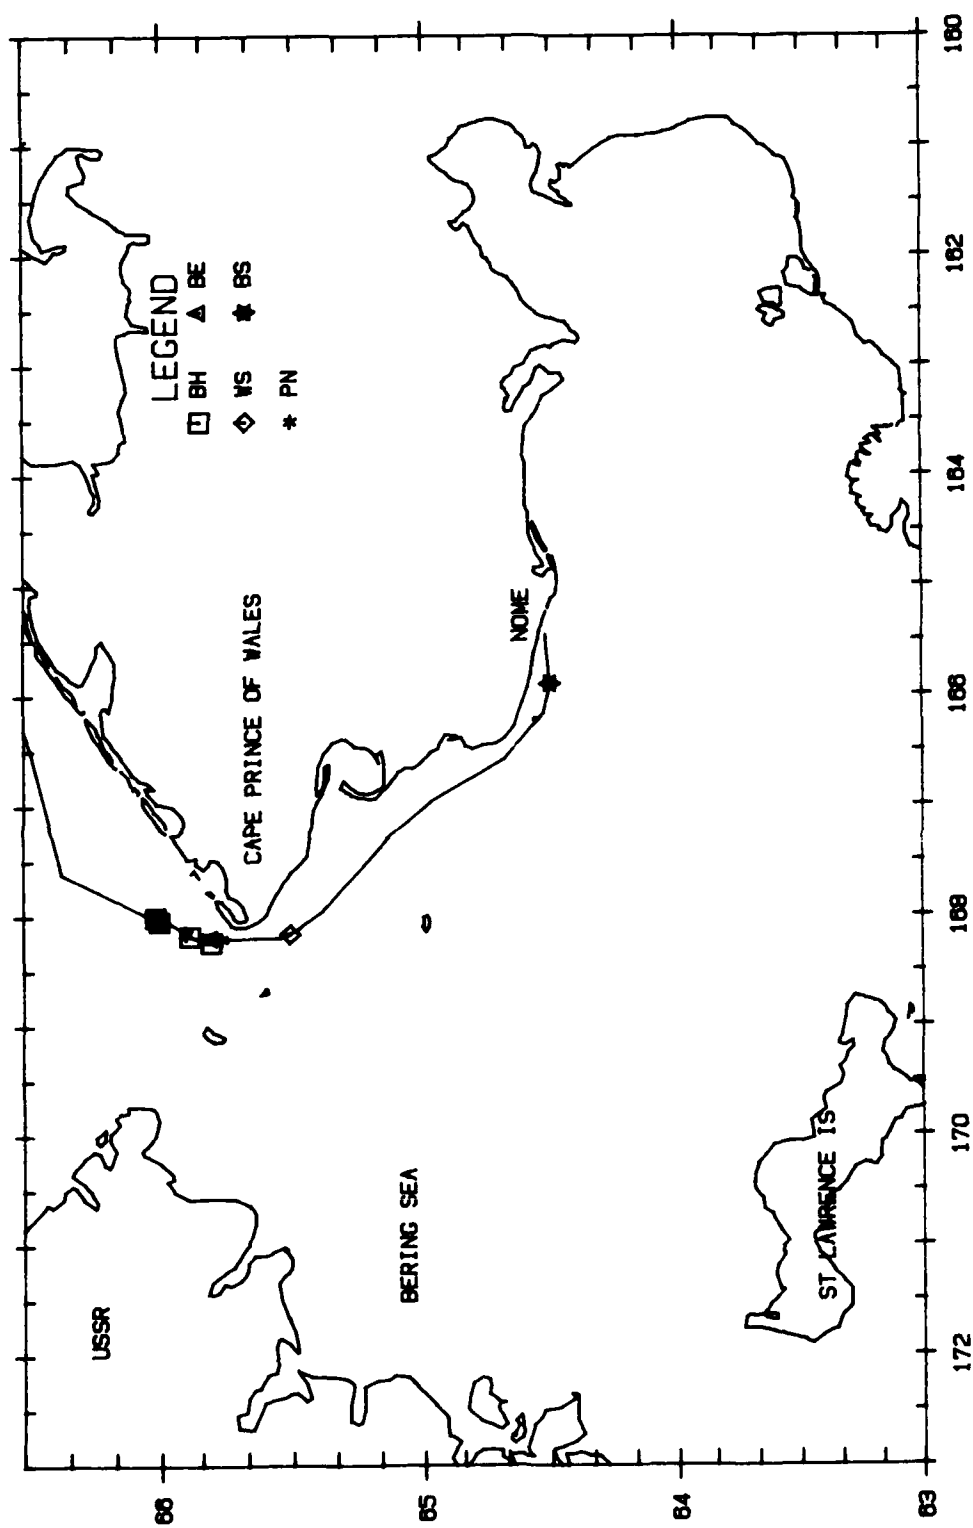 LEGEND
BH BE
WS BS
PN
CAPE PRINCE OF WALES
NOME
USSR
BERING SEA
ST LAWRENCE IS
66
65
64
63
172
170
168
166
164
162
160